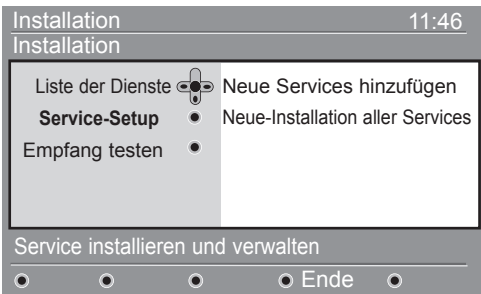 Installation 11:46
Installation
Liste der Dienste Neue Services hinzufügen
Service-Setup Neue-Installation aller Services
Empfang testen
Service installieren und verwalten
Ende